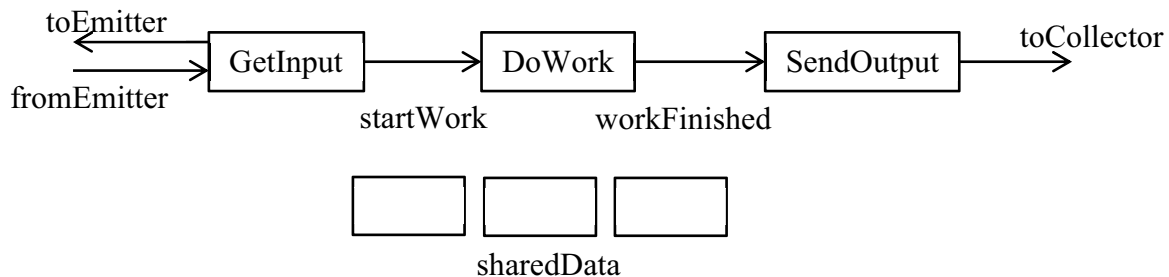 toEmitter
toCollector
GetInput
DoWork
SendOutput
fromEmitter
startWork
workFinished
sharedData